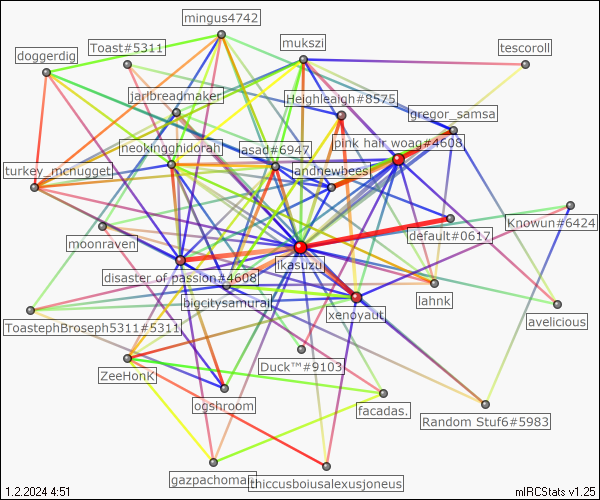 mingus4742
mukszi
Toast#5311
doggerdig
tescoroll
jarlbreadmaker
Heighleaigh#8575
gregor_samsa
neokingghidorah
asad#6947
pink hair woag#4608
turkey_mcnugget
andnewbees
Knowun#6424
moonraven
default#0617
lkasuzu
disaster of passion#4608
bigcitysamurai
lahnk
ToastephBroseph5311#5311
xenoyaut
avelicious
ZeeHonK
Duck™#9103
ogshroom
facadas.
Random Stuf6#5983
gazpachoman
thiccusboiusalexusjoneus
1.2.2024 4:51
mIRCStats v1.25